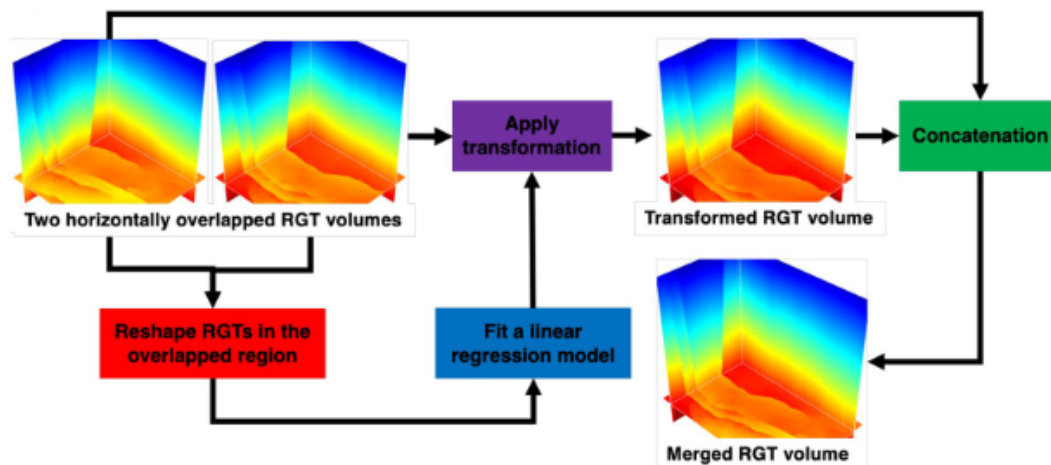 Apply
transformation
Concatenation
Two horizontally overlapped RGT volumes
Transformed RGT volume
Reshape RGTs in the
overlapped region
Fit a linear
regression model
Merged RGT volume